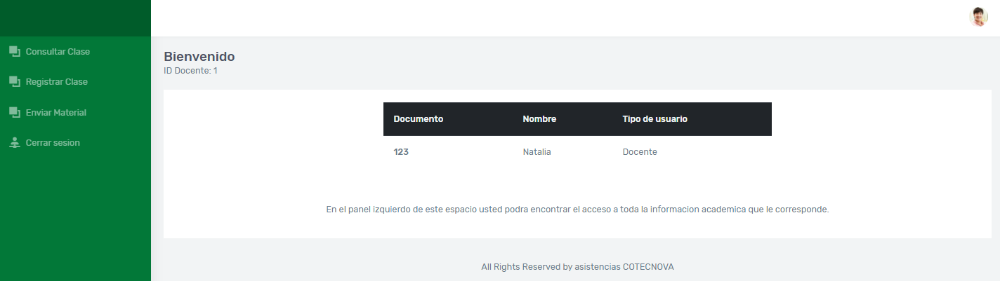 Consultar Clase
Registrar Clase
Enviar Material
Cerrar sesion
Bienvenido
ID Docente: 1
Documento Nombre Tipo de usuario
123 Natalia Docente
En el panel izquierdo de este espacio usted podra encontrar el acceso a toda la informacion academica que le corresponde.
All Rights Reserved by asistencias COTECNOVA